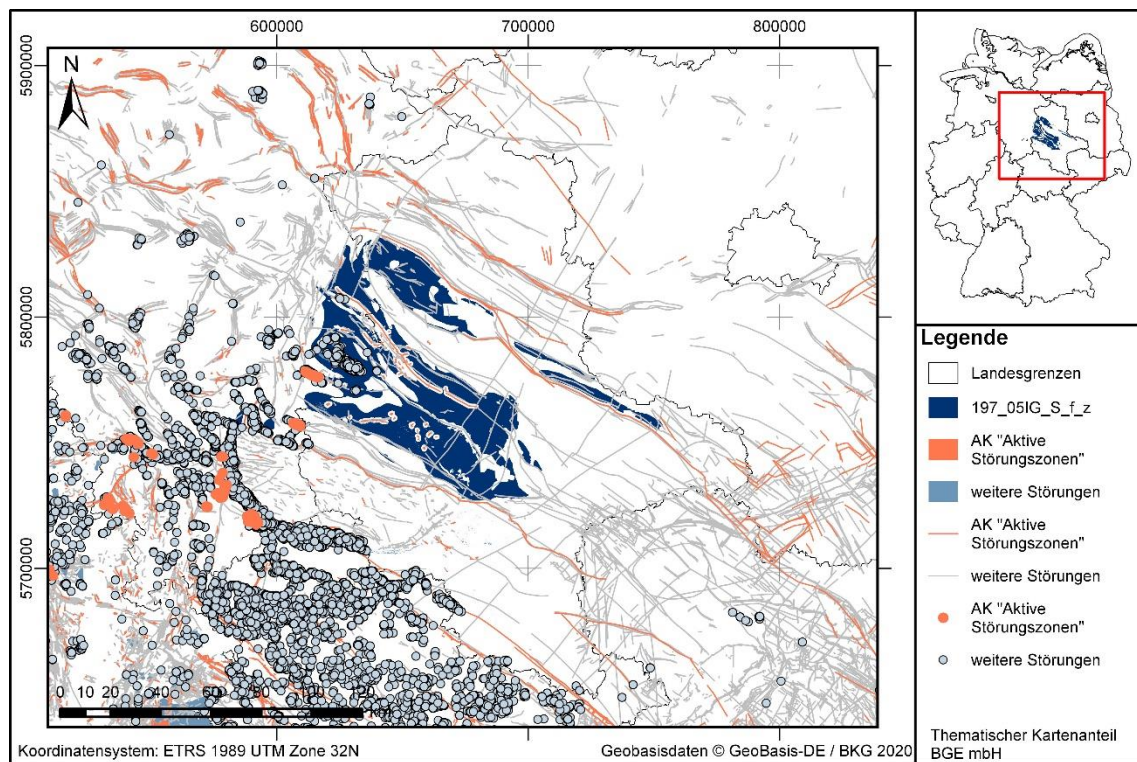 600000
700000
800000
5900000
5800000
5700000
N
0 10 20 40 60 80 100 120
Koordinatensystem: ETRS 1989 UTM Zone 32N
Geobasisdaten © GeoBasis-DE / BKG 2020
Legende
Landesgrenzen
197_05IG_S_f_z
AK "Aktive
Störungszonen"
weitere Störungen
AK "Aktive
Störungszonen"
weitere Störungen
AK "Aktive
Störungszonen"
weitere Störungen
Thematischer Kartenanteil
BGE mbH